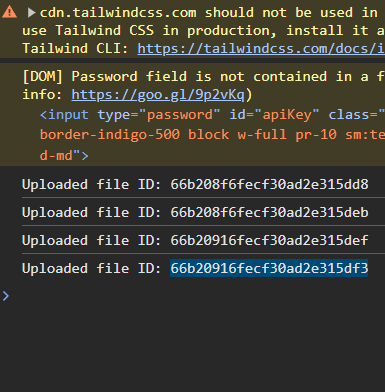 cdn.tailwindcss.com should not be used in
use Tailwind CSS in production, install it a
Tailwind CLI: https://tailwindcss.com/docs/i
[DOM] Password field is not contained in a f
info: https://goo.gl/9p2vKq)
<input type="password" id="apiKey" class="
border-indigo-500 block w-full pr-10 sm:te
d-md">
Uploaded file ID: 66b208f6fecf30ad2e315dd8
Uploaded file ID: 66b208f6fecf30ad2e315deb
Uploaded file ID: 66b20916fecf30ad2e315def
Uploaded file ID: 66b20916fecf30ad2e315df3